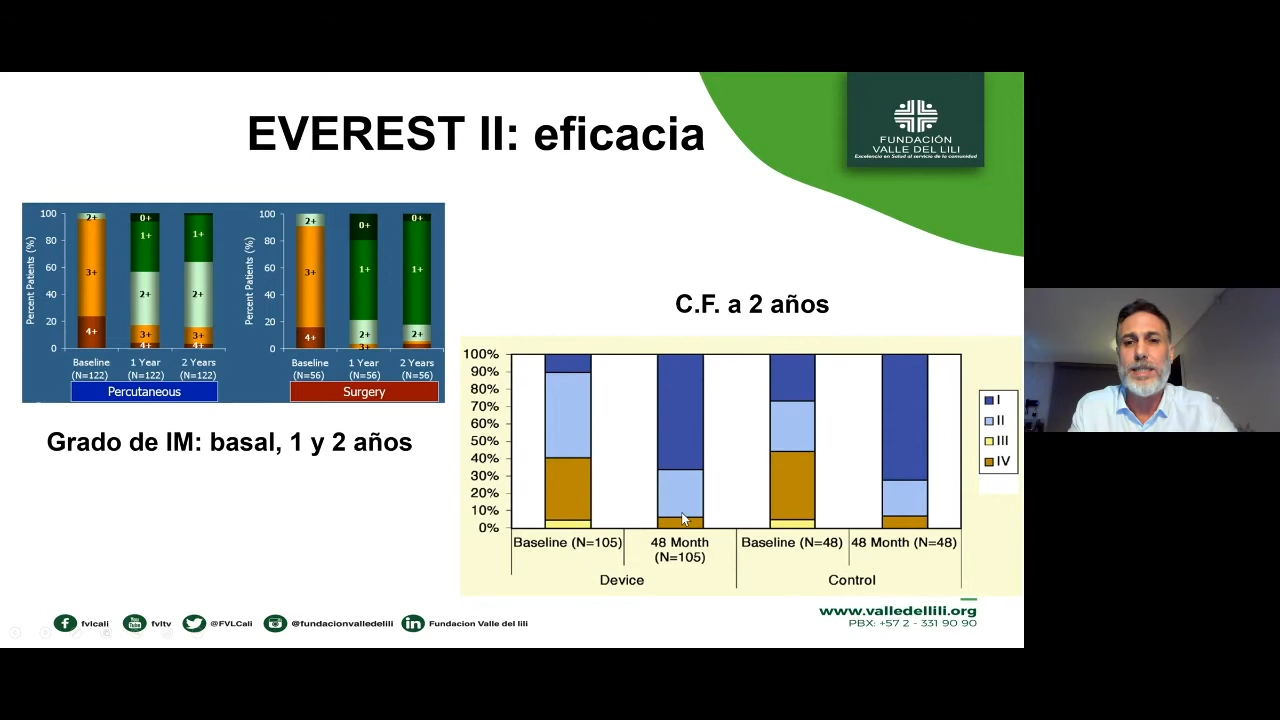 EVEREST II: eficacia
FUNDACIÓN
VALLE DEL LILI
Excelencia en Salud al servicio de la comunidad
Percent Patients (%)
100
80
60
40
20
0
2+
3+
4+
0+
1+
2+
3+
4+
1+
2+
3+
4+
Baseline
(N=122)
1 Year
(N=122)
2 Years
(N=122)
Percutaneous
Percent Patients (%)
100
80
60
40
20
0
2+
3+
4+
0+
1+
2+
3+
0+
1+
2+
Baseline
(N=56)
1 Year
(N=56)
2 Years
(N=56)
Surgery
Grado de IM: basal, 1 y 2 años
C.F. a 2 años
100%
90%
80%
70%
60%
50%
40%
30%
20%
10%
0%
Baseline (N=105)
48 Month
(N=105)
Baseline (N=48)
48 Month (N=48)
Device
Control
I
II
III
IV
fvlcali
You
Tube
fvltv
@FVLCali
@fundacionvalledellili
Fundacion Valle del lili
www.valledellili.org
PBX: +57 2 - 331 90 90